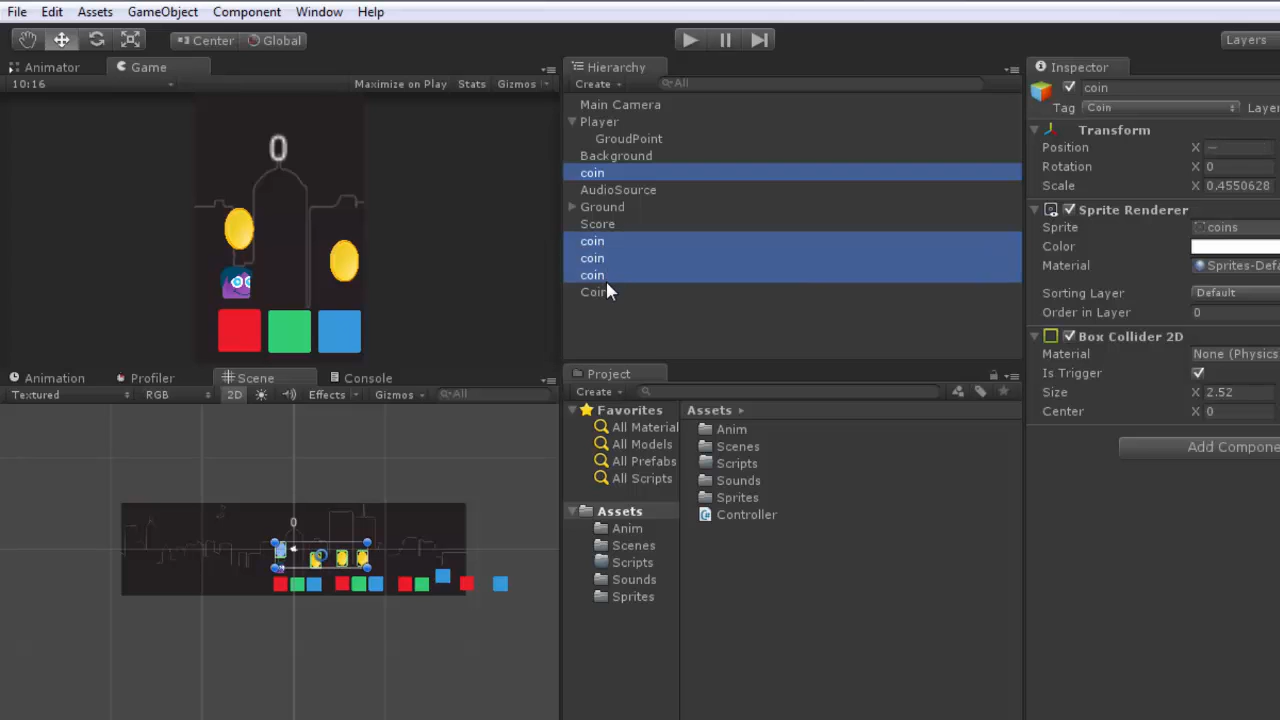 File Edit Assets GameObject Component Window Help
Center Global Layers
Animator Game Hierarchy Inspector
10:16 Maximize on Play Stats Gizmos Create All coin
Tag Coin Layer
0
Main Camera
Player
GroudPoint
Background
coin
AudioSource
Ground
Score
coin
coin
coin
Transform
Position X —
Rotation X 0
Scale X 0.4550628
Sprite Renderer
Sprite coins
Color
Material Sprites-Defa
Sorting Layer Default
Order in Layer 0
Box Collider 2D
Material None (Physics
Is Trigger
Size X 2.52
Center X 0
Add Compone
Animation Profiler Scene Console
Textured RGB 2D Effects Gizmos All
0
Project
Create
Favorites
All Material
All Models
All Prefabs
All Scripts
Assets
Anim
Scenes
Scripts
Sounds
Sprites
Assets
Anim
Scenes
Scripts
Sounds
Sprites
Controller